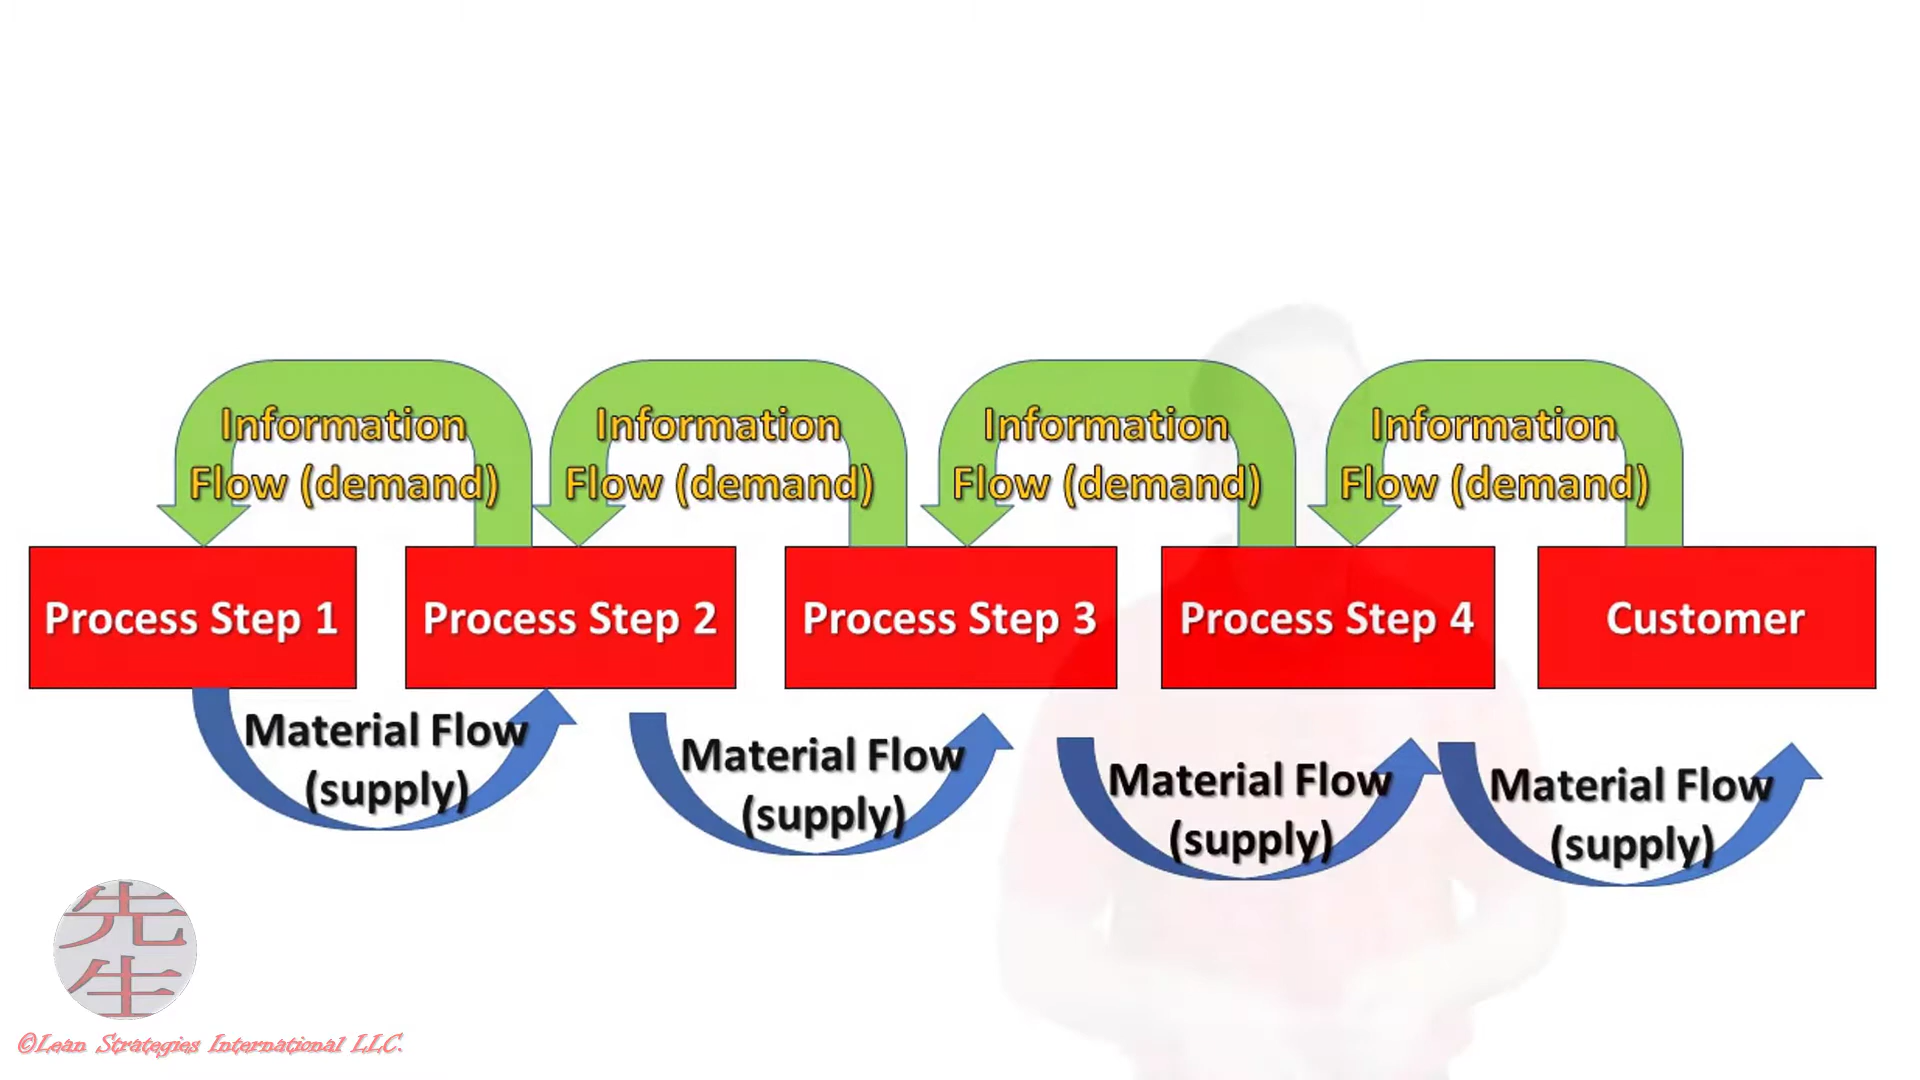 Information
Flow (demand)
Information
Flow (demand)
Information
Flow (demand)
Information
Flow (demand)
Process Step 1
Process Step 2
Process Step 3
Process Step 4
Customer
Material Flow
(supply)
Material Flow
(supply)
Material Flow
(supply)
Material Flow
(supply)
先
生
©Lean Strategies International LLC.